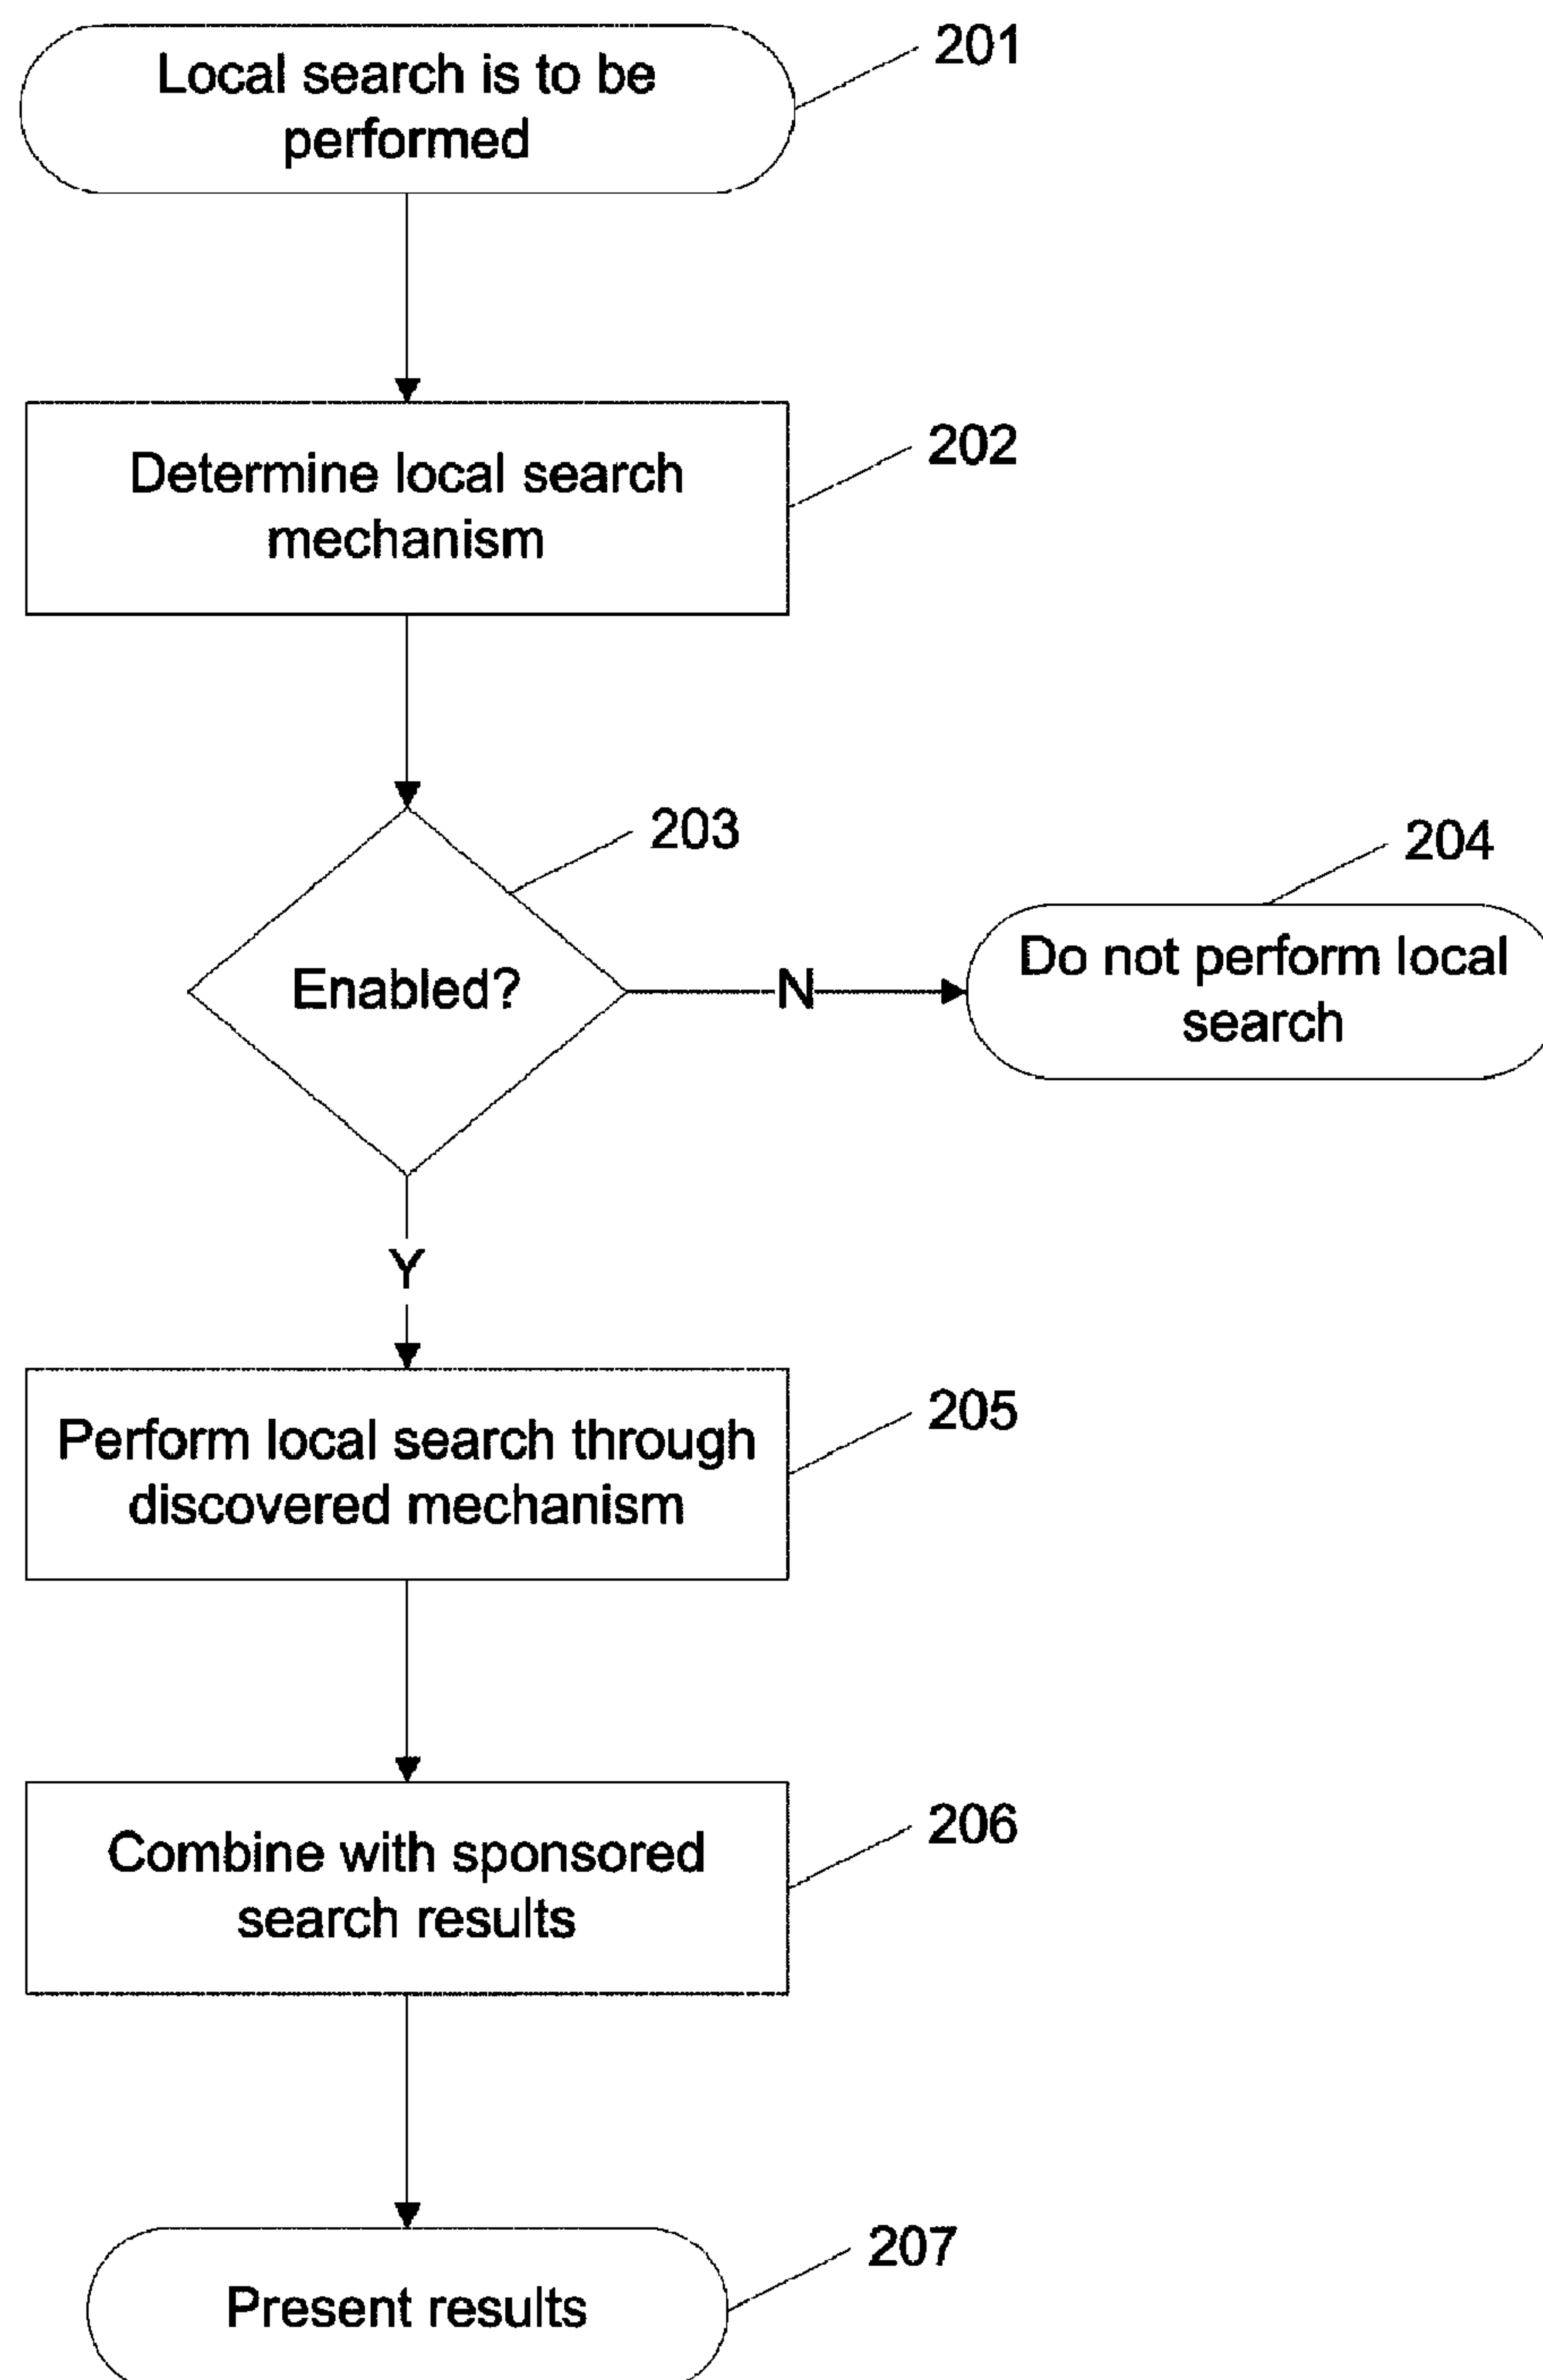 Local search is to be
performed
201
Determine local search
mechanism
202
203
Enabled?
N
204
Do not perform local
search
Y
Perform local search through
discovered mechanism
205
Combine with sponsored
search results
206
Present results
207